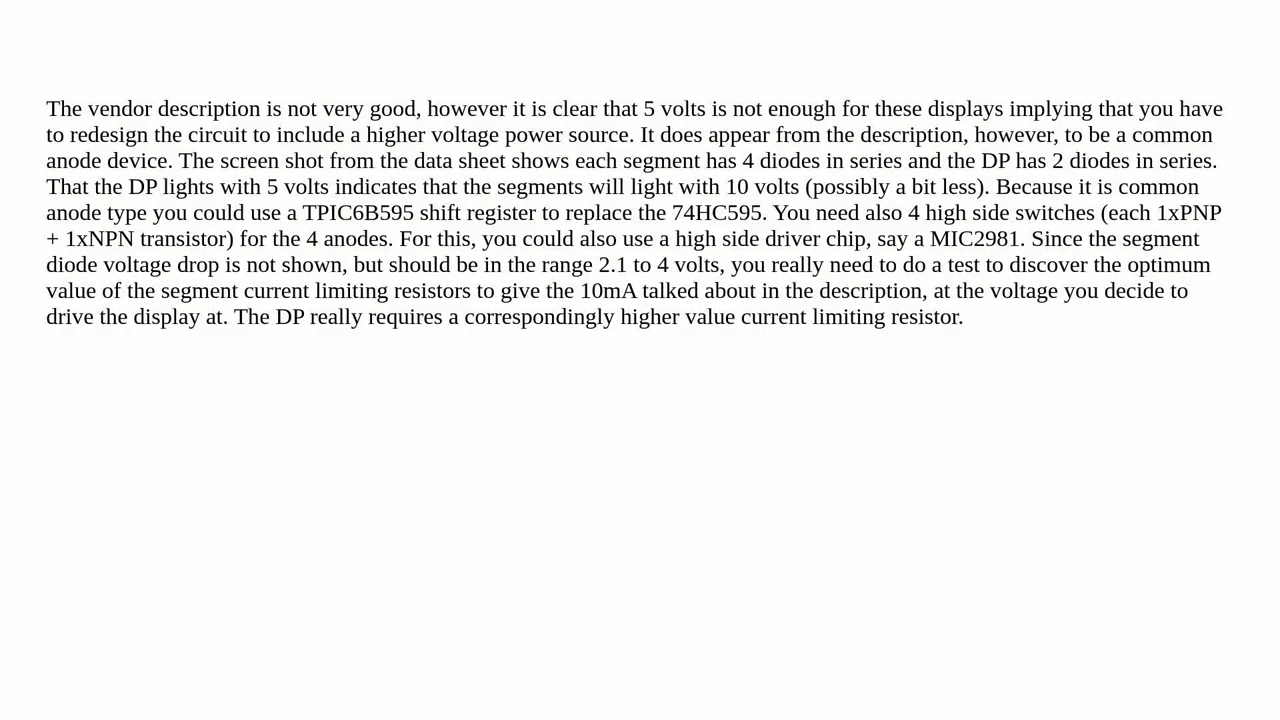 The vendor description is not very good, however it is clear that 5 volts is not enough for these displays implying that you have
to redesign the circuit to include a higher voltage power source. It does appear from the description, however, to be a common
anode device. The screen shot from the data sheet shows each segment has 4 diodes in series and the DP has 2 diodes in series.
That the DP lights with 5 volts indicates that the segments will light with 10 volts (possibly a bit less). Because it is common
anode type you could use a TPIC6B595 shift register to replace the 74HC595. You need also 4 high side switches (each 1xPNP
+ 1xNPN transistor) for the 4 anodes. For this, you could also use a high side driver chip, say a MIC2981. Since the segment
diode voltage drop is not shown, but should be in the range 2.1 to 4 volts, you really need to do a test to discover the optimum
value of the segment current limiting resistors to give the 10mA talked about in the description, at the voltage you decide to
drive the display at. The DP really requires a correspondingly higher value current limiting resistor.